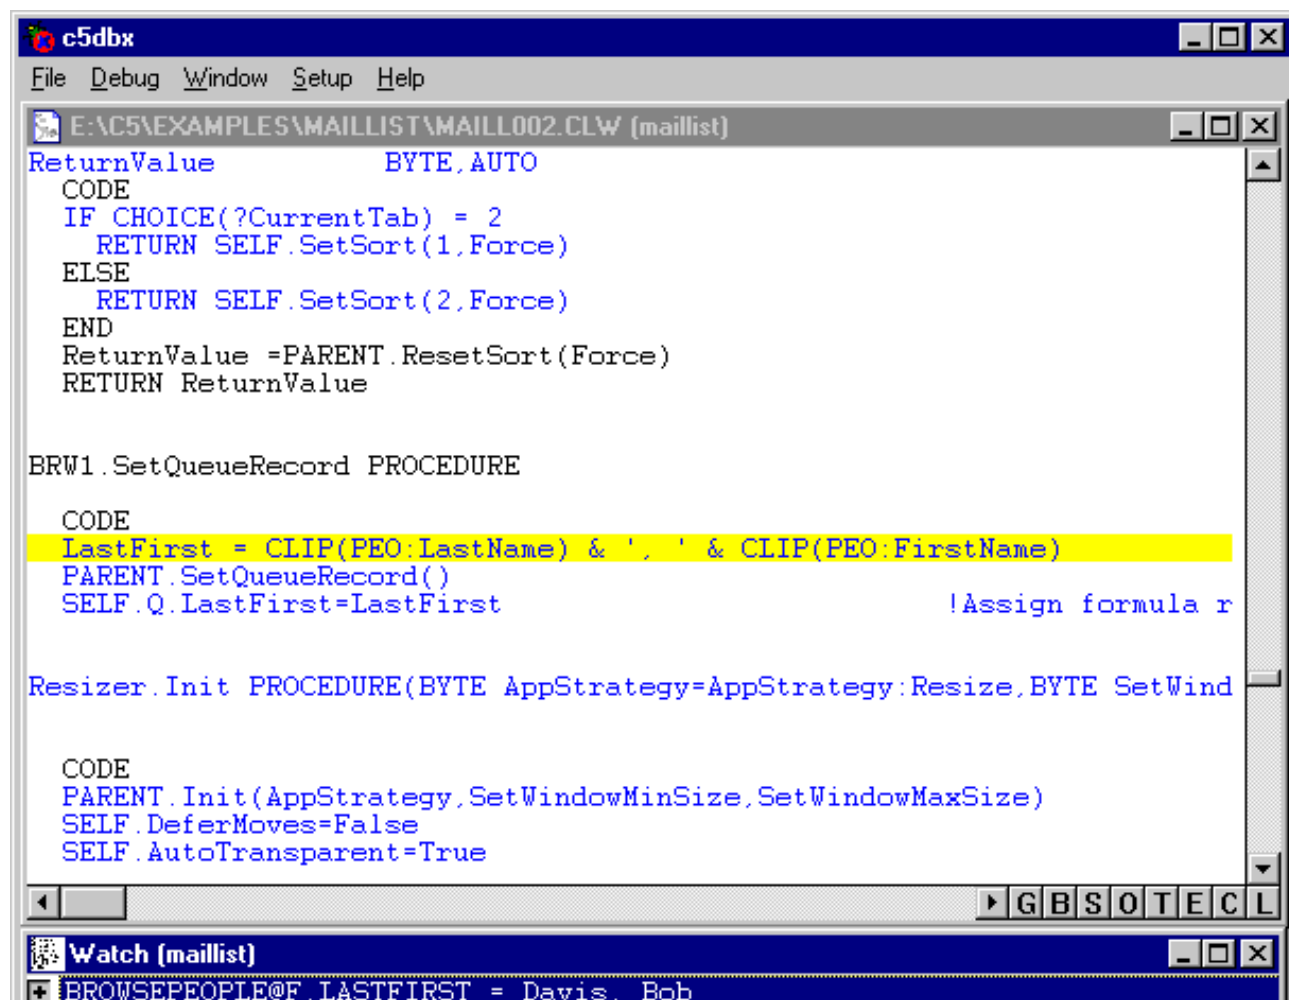 c5dbx
File Debug Window Setup Help
E:\C5\EXAMPLES\MAILLIST\MAILL002.CLW (maillist)
ReturnValue          BYTE,AUTO
  CODE
  IF CHOICE(?CurrentTab) = 2
    RETURN SELF.SetSort(1,Force)
  ELSE
    RETURN SELF.SetSort(2,Force)
  END
  ReturnValue =PARENT.ResetSort(Force)
  RETURN ReturnValue
BRW1.SetQueueRecord PROCEDURE
  CODE
  LastFirst = CLIP(PEO:LastName) & ', ' & CLIP(PEO:FirstName)
  PARENT.SetQueueRecord()
  SELF.Q.LastFirst=LastFirst                          !Assign formula r
Resizer.Init PROCEDURE(BYTE AppStrategy=AppStrategy:Resize,BYTE SetWind
  CODE
  PARENT.Init(AppStrategy,SetWindowMinSize,SetWindowMaxSize)
  SELF.DeferMoves=False
  SELF.AutoTransparent=True
G B S O T E C L
Watch (maillist)
BROWSEPEOPLE@F.LASTFIRST = Davis, Bob